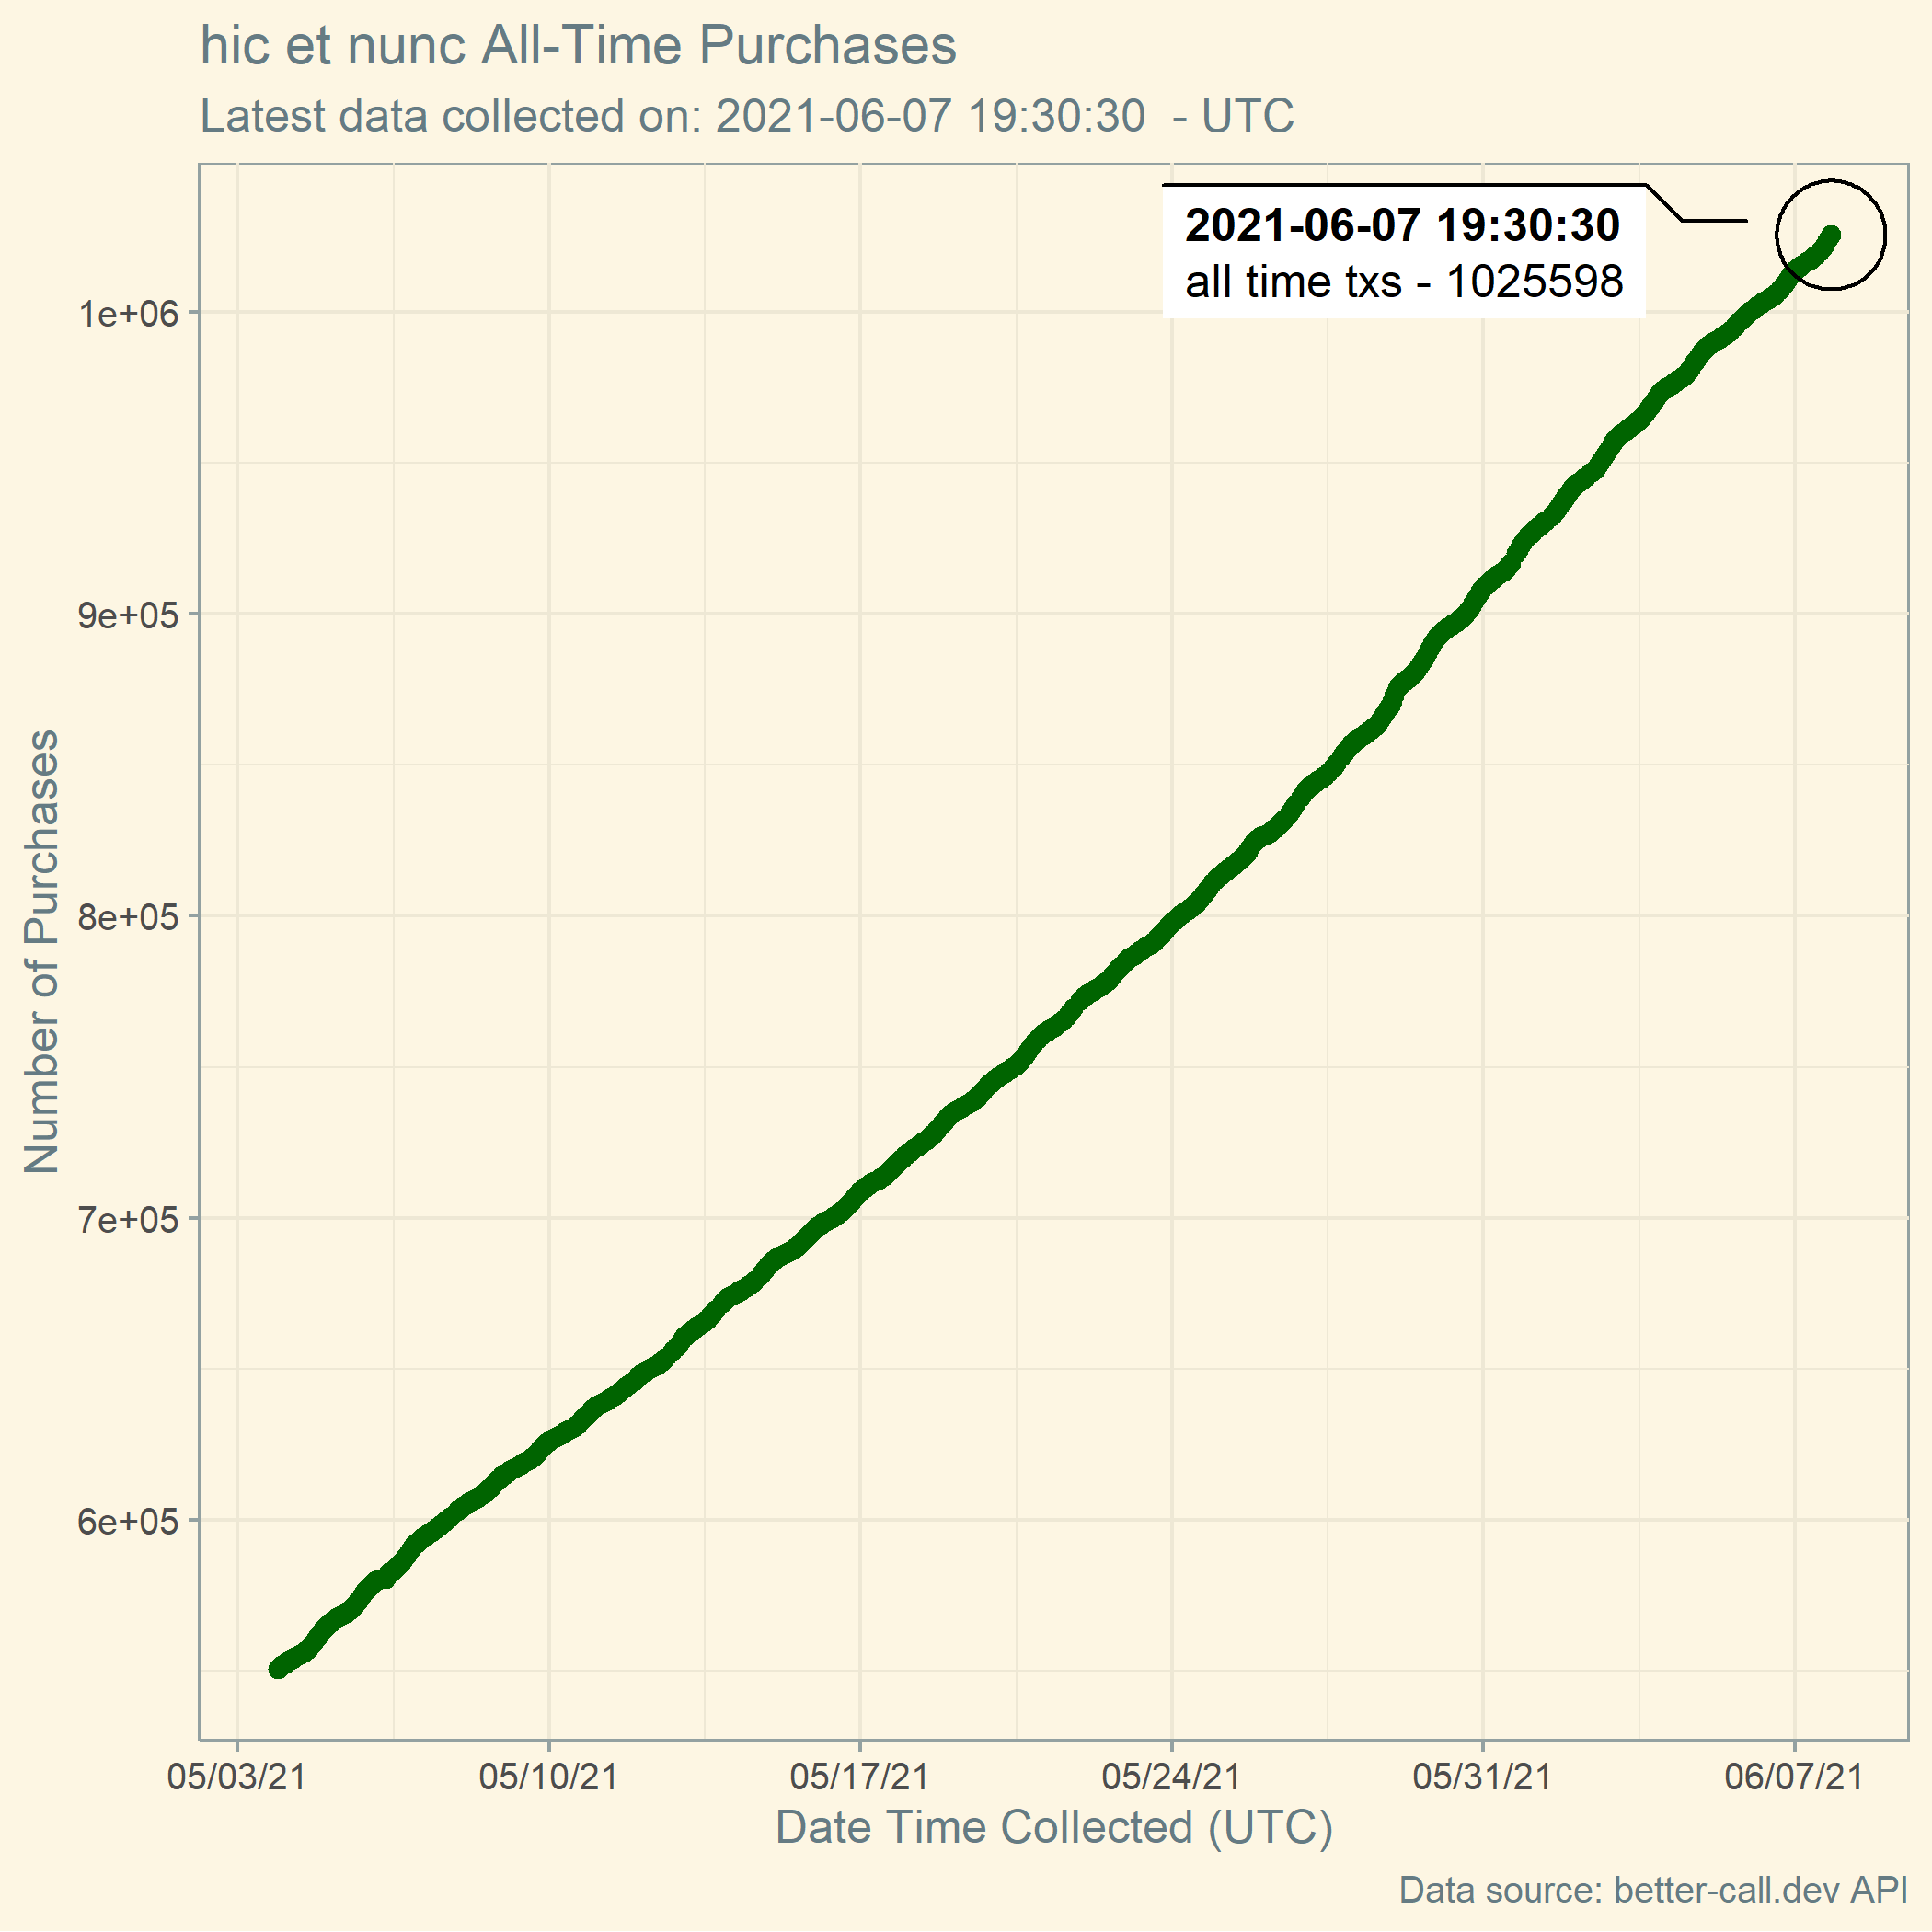 hic et nunc All-Time Purchases
Latest data collected on: 2021-06-07 19:30:30  - UTC
2021-06-07 19:30:30
all time txs - 1025598
Number of Purchases
1e+06
9e+05
8e+05
7e+05
6e+05
05/03/21 05/10/21 05/17/21 05/24/21 05/31/21 06/07/21
Date Time Collected (UTC)
Data source: better-call.dev API